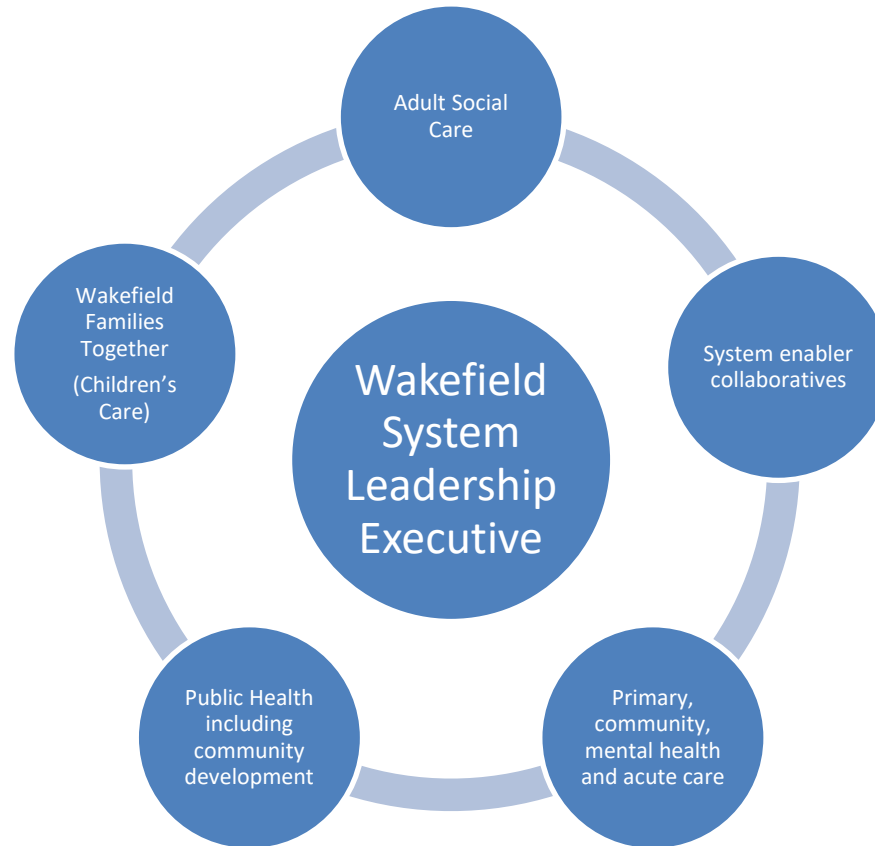 Adult Social
Care
Wakefield
Families
Together
(Children’s
Care)
System enabler
collaboratives
Wakefield
System
Leadership
Executive
Public Health
including
community
development
Primary,
community,
mental health
and acute care